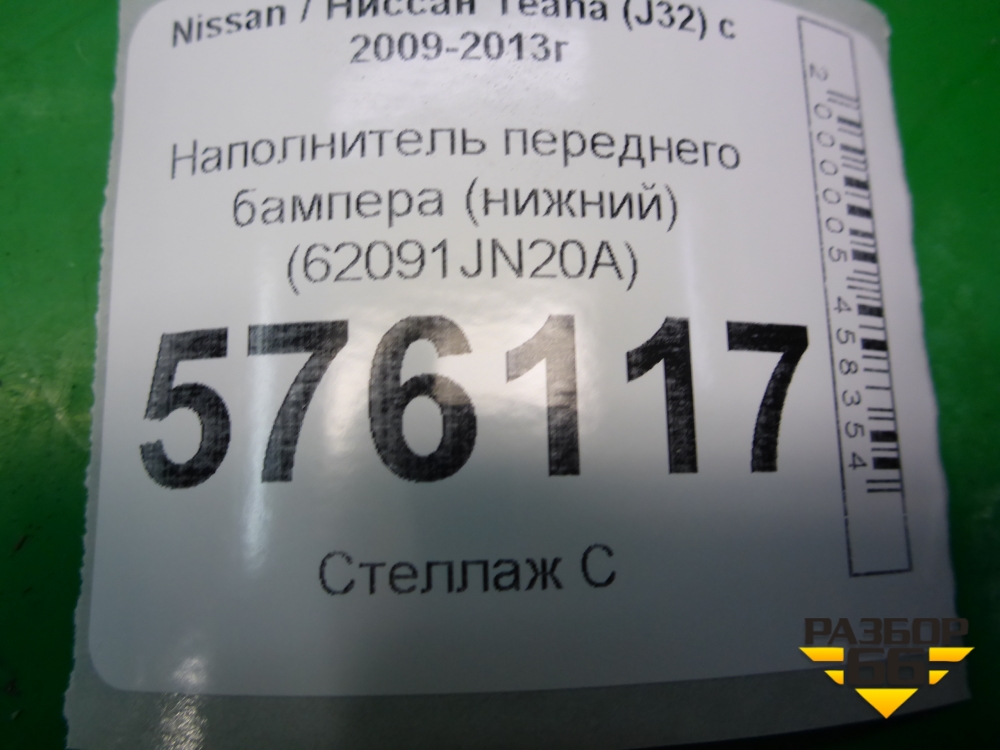 Nissan / Ниссан Teana (J32) с
2009-2013г
Наполнитель переднего
бампера (нижний)
(62091JN20A)
576117
Стеллаж С
2000005458354
РАЗБОР
66